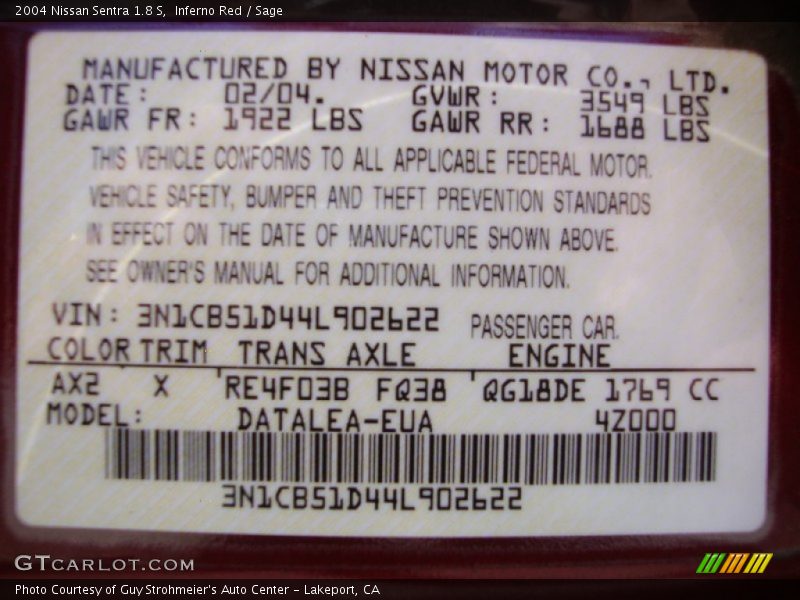 2004 Nissan Sentra 1.8 S, Inferno Red / Sage
MANUFACTURED BY NISSAN MOTOR CO., LTD.
DATE: 02/04. GVWR: 3549 LBS
GAWR FR: 1922 LBS GAWR RR: 1688 LBS
THIS VEHICLE CONFORMS TO ALL APPLICABLE FEDERAL MOTOR.
VEHICLE SAFETY, BUMPER AND THEFT PREVENTION STANDARDS
IN EFFECT ON THE DATE OF MANUFACTURE SHOWN ABOVE.
SEE OWNER'S MANUAL FOR ADDITIONAL INFORMATION.
VIN: 3N1CB51D44L902622 PASSENGER CAR.
COLOR TRIM TRANS AXLE ENGINE
AX2 X RE4F03B FQ38 QG18DE 1769 CC
MODEL: DATALEA-EUA 4Z000
3N1CB51D44L902622
GTCARLOT.COM
Photo Courtesy of Guy Strohmeier's Auto Center - Lakeport, CA